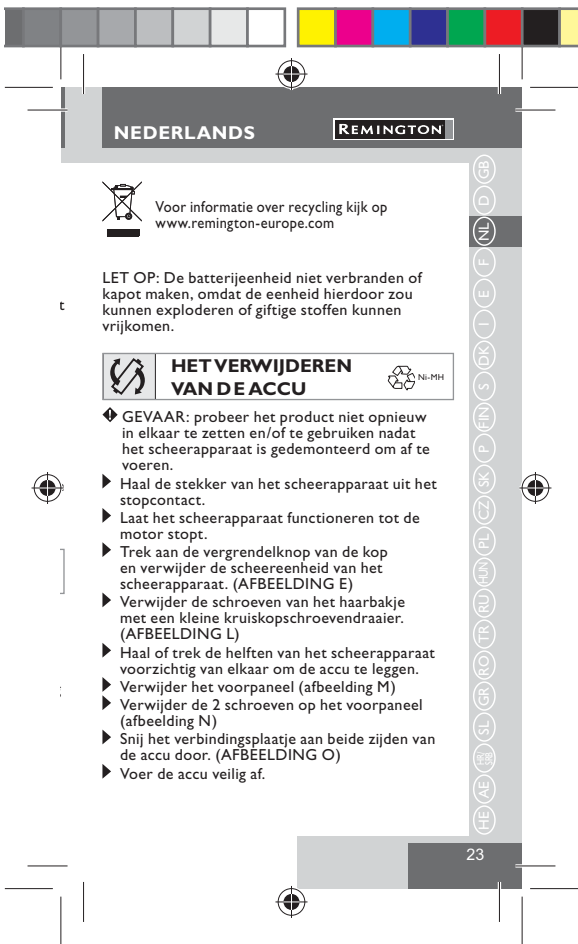 NEDERLANDS
REMINGTON
Voor informatie over recycling kijk op
www.remington-europe.com
LET OP: De batterijeenheid niet verbranden of
kapot maken, omdat de eenheid hierdoor zou
kunnen exploderen of giftige stoffen kunnen
vrijkomen.
HET VERWIJDEREN
VAN DE ACCU
Ni-MH
GEVAAR: probeer het product niet opnieuw
in elkaar te zetten en/of te gebruiken nadat
het scheerapparaat is gedemonteerd om af te
voeren.
Haal de stekker van het scheerapparaat uit het
stopcontact.
Laat het scheerapparaat functioneren tot de
motor stopt.
Trek aan de vergrendelknop van de kop
en verwijder de scheereenheid van het
scheerapparaat. (AFBEELDING E)
Verwijder de schroeven van het haarbakje
met een kleine kruiskopschroevendraaier.
(AFBEELDING L)
Haal of trek de helften van het scheerapparaat
voorzichtig van elkaar om de accu te leggen.
Verwijder het voorpaneel (afbeelding M)
Verwijder de 2 schroeven op het voorpaneel
(afbeelding N)
Snij het verbindingsplaatje aan beide zijden van
de accu door. (AFBEELDING O)
Voer de accu veilig af.
GB
D
NL
F
E
I
DK
S
FIN
P
SK
CZ
PL
HUN
RU
TR
RO
GR
SL
AE
HE
t
23